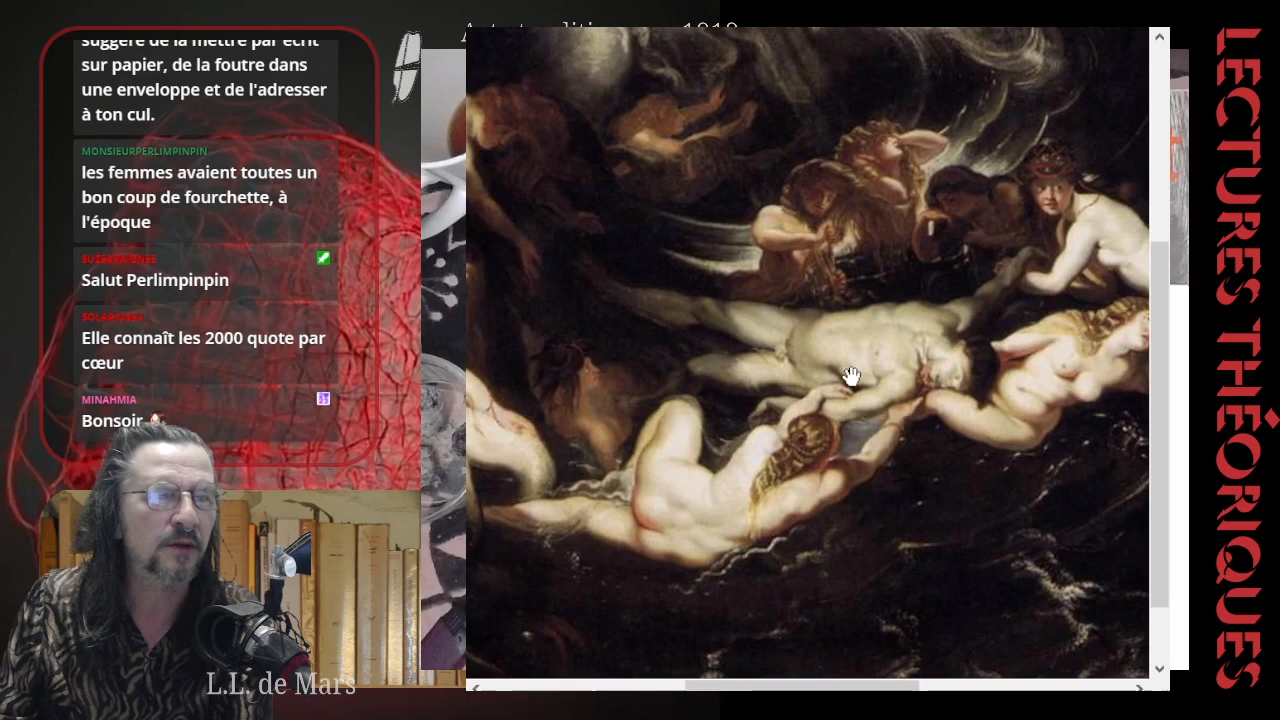 suggère de la mettre par écrit
sur papier, de la foutre dans
une enveloppe et de l'adresser
à ton cul.
MONSIEURPERLIMPINPIN
les femmes avaient toutes un
bon coup de fourchette, à
l'époque
Salut Perlimpinpin
Elle connaît les 2000 quote par
cœur
MINAHMIA
Bonsoir
L.L. de Mars
LECTURES THÉORIQUES